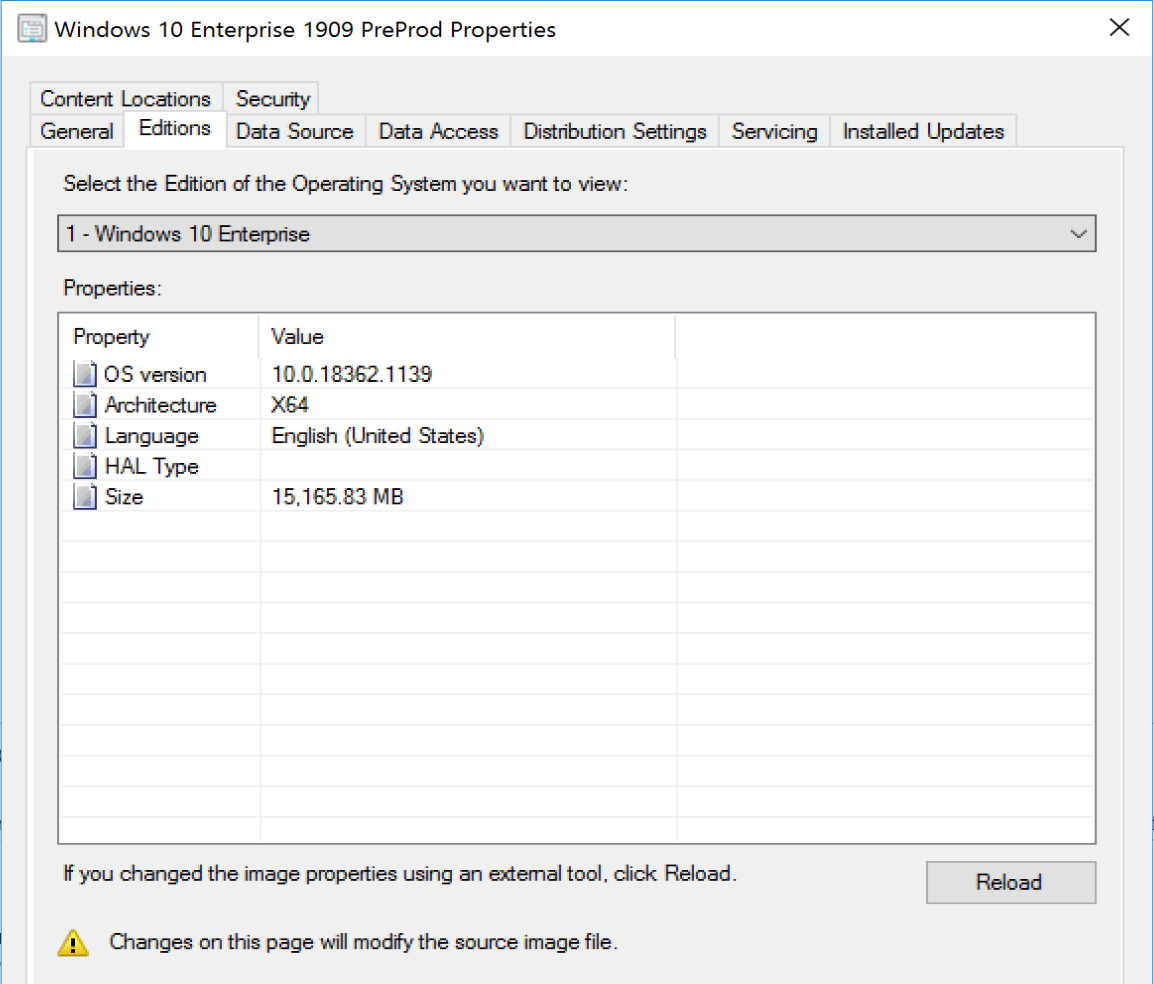 Windows 10 Enterprise 1909 PreProd Properties
Content Locations Security
General Editions Data Source Data Access Distribution Settings Servicing Installed Updates
Select the Edition of the Operating System you want to view:
1 - Windows 10 Enterprise
Properties:
Property Value
OS version 10.0.18362.1139
Architecture X64
Language English (United States)
HAL Type
Size 15,165.83 MB
If you changed the image properties using an external tool, click Reload.
Reload
Changes on this page will modify the source image file.